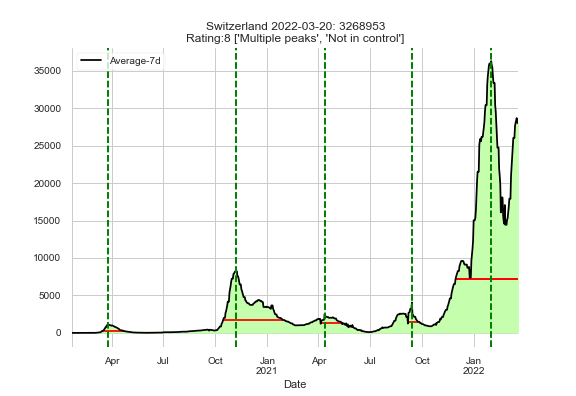 Switzerland 2022-03-20: 3268953
Rating:8 ['Multiple peaks', 'Not in control']
Average-7d
35000
30000
25000
20000
15000
10000
5000
0
Apr Jul Oct Jan Apr Jul Oct Jan
2021 2022
Date